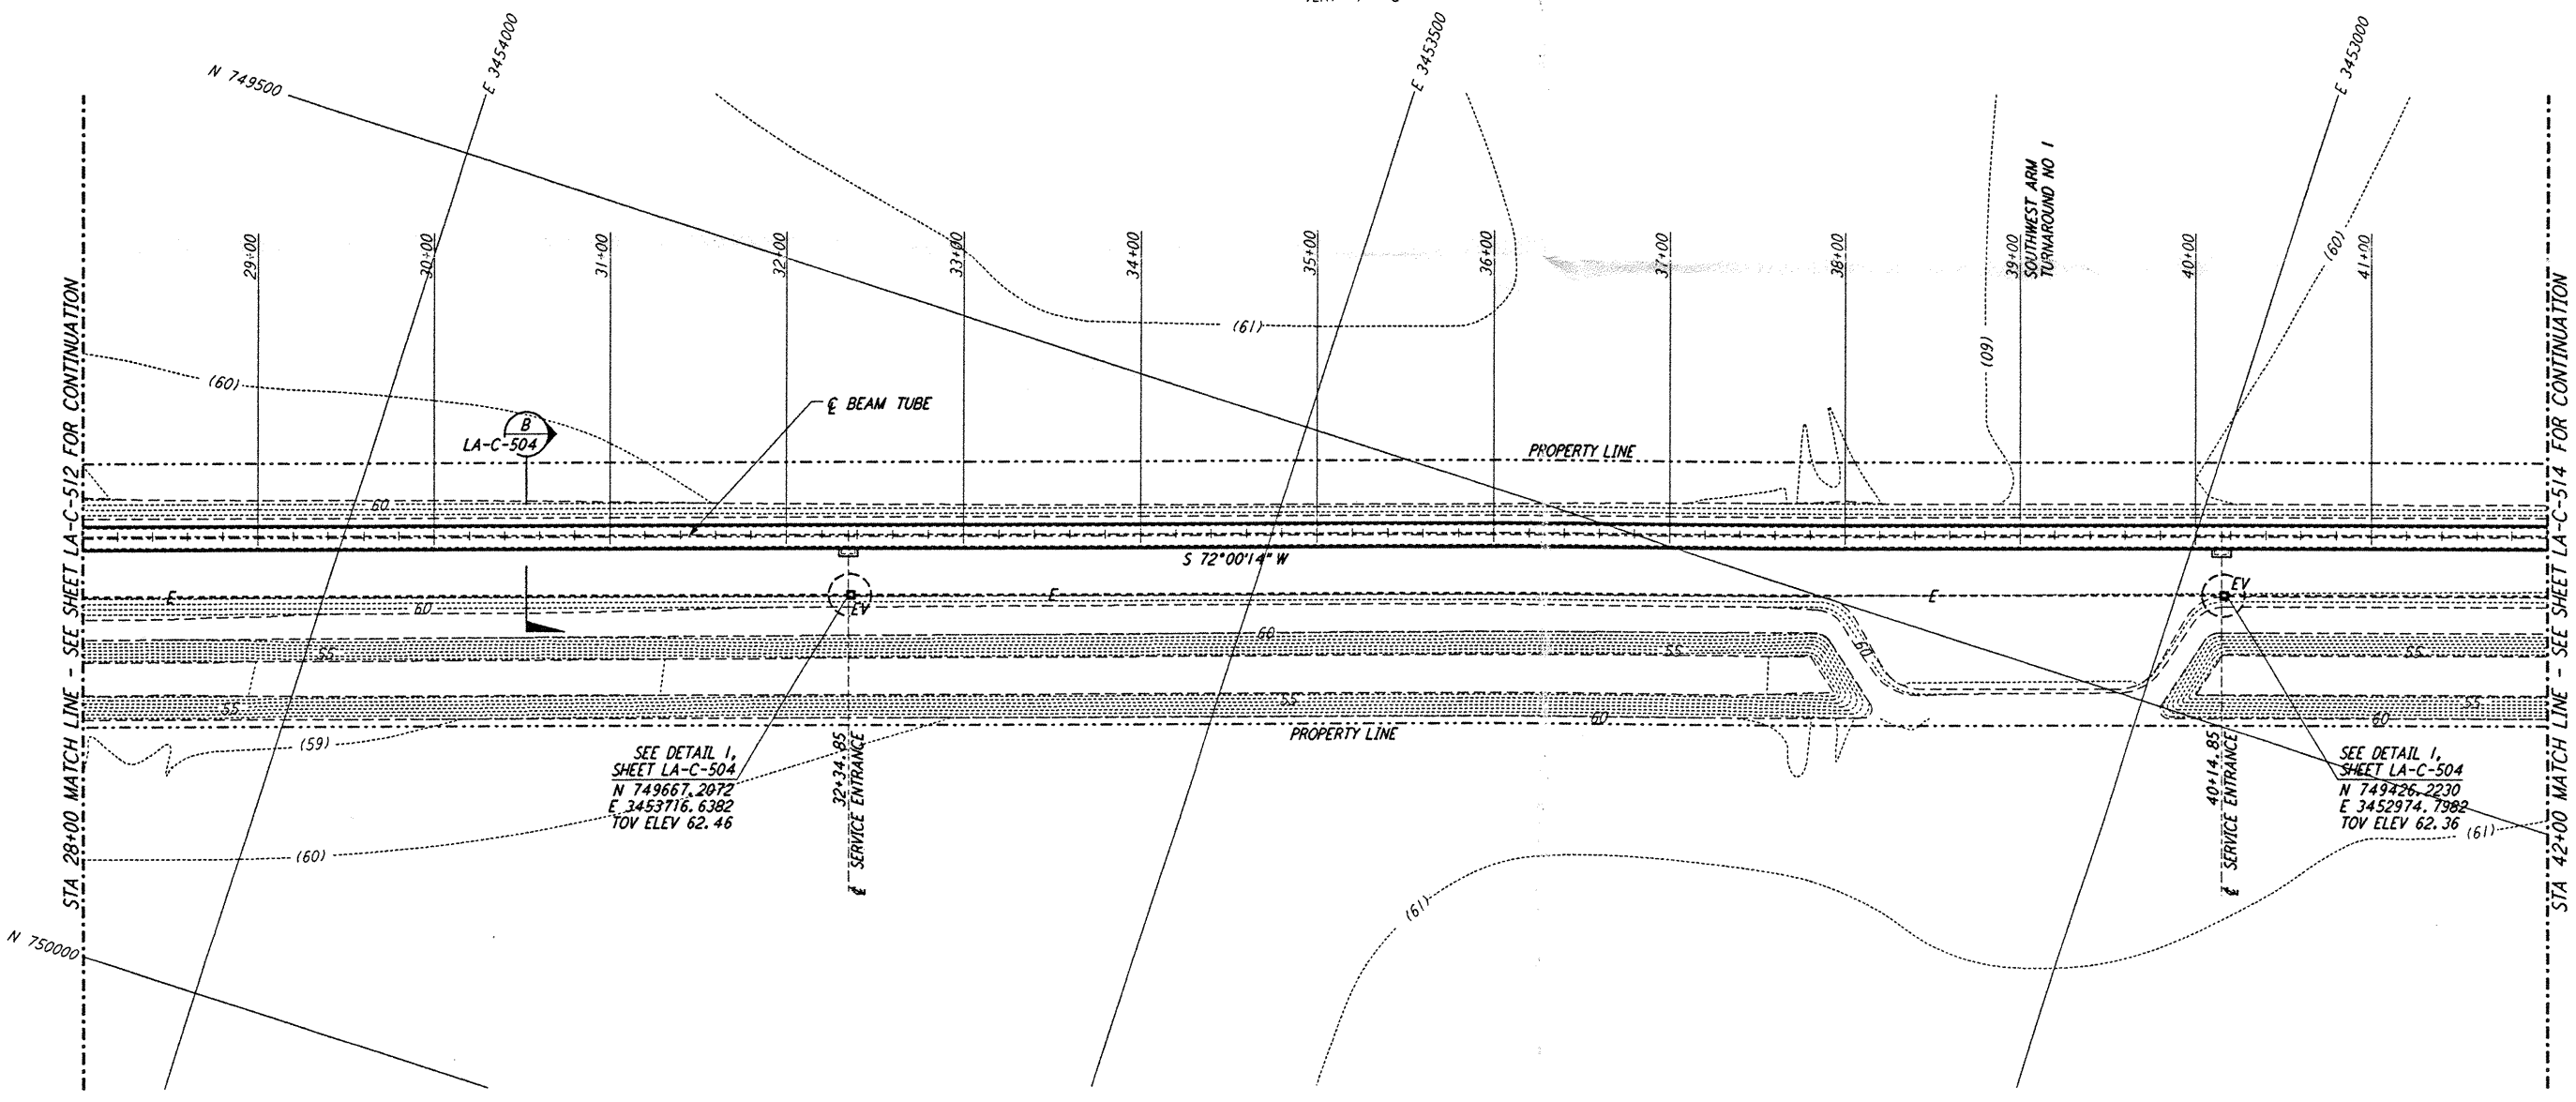 N 749500
E 3454000
E 3453500
E 3453000
SOUTHWEST ARM
TURNAROUND NO 1
29+00
30+00
31+00
32+00
33+00
34+00
35+00
36+00
37+00
38+00
39+00
40+00
41+00
STA 28+00 MATCH LINE - SEE SHEET LA-C-512 FOR CONTINUATION
STA 42+00 MATCH LINE - SEE SHEET LA-C-514 FOR CONTINUATION
(60)
(61)
(60)
(60)
℄ BEAM TUBE
B
LA-C-504
PROPERTY LINE
60
S 72°00'14" W
E
60
EV
E
E
EV
55
60
55
60
55
55
55
60
60
55
PROPERTY LINE
(59)
(60)
SEE DETAIL 1,
SHEET LA-C-504
N 749667.2072
E 3453716.6382
TOV ELEV 62.46
32+34.85
℄ SERVICE ENTRANCE
40+14.85
℄ SERVICE ENTRANCE
SEE DETAIL 1,
SHEET LA-C-504
N 749426.2230
E 3452974.7982
TOV ELEV 62.36
(61)
(61)
N 750000